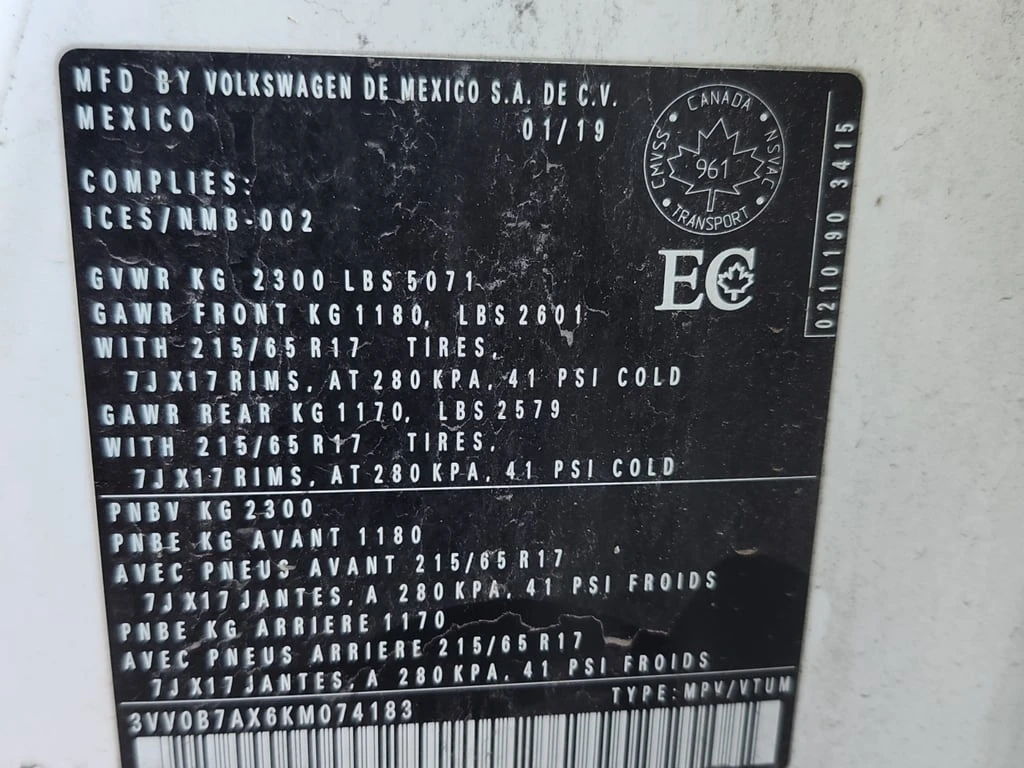 MFD BY VOLKSWAGEN DE MEXICO S.A. DE C.V.
MEXICO 01/19
CANADA
CMVSS NSVAC
961
TRANSPORT
COMPLIES:
ICES/NMB-002
EC
0210190 3415
GVWR KG 2300 LBS 5071
GAWR FRONT KG 1180, LBS 2601
WITH 215/65 R17 TIRES,
7J X17 RIMS, AT 280 KPA, 41 PSI COLD
GAWR REAR KG 1170, LBS 2579
WITH 215/65 R17 TIRES,
7J X17 RIMS, AT 280 KPA, 41 PSI COLD
PNBV KG 2300
PNBE KG AVANT 1180
AVEC PNEUS AVANT 215/65 R17
7J X17 JANTES, A 280 KPA, 41 PSI FROIDS
PNBE KG ARRIERE 1170
AVEC PNEUS ARRIERE 215/65 R17
7J X17 JANTES, A 280 KPA, 41 PSI FROIDS
TYPE: MPV/VTUM
3VV0B7AX6KM074183